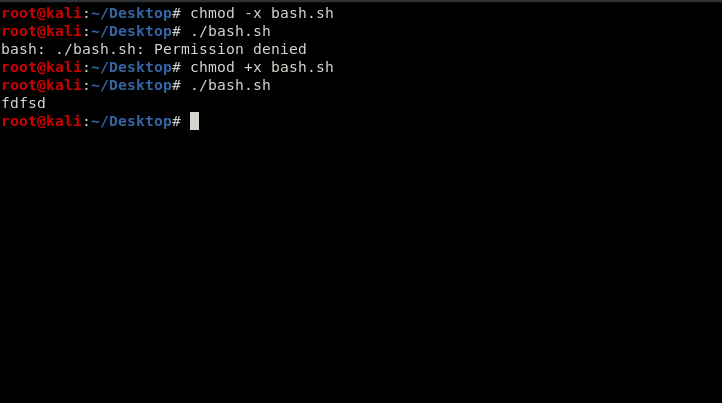 root@kali:~/Desktop# chmod -x bash.sh
root@kali:~/Desktop# ./bash.sh
bash: ./bash.sh: Permission denied
root@kali:~/Desktop# chmod +x bash.sh
root@kali:~/Desktop# ./bash.sh
fdfsd
root@kali:~/Desktop#